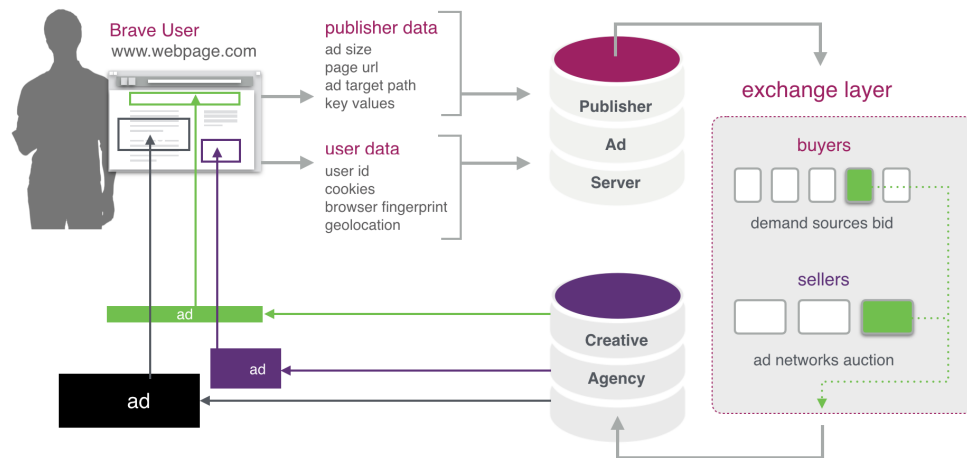 Brave User
www.webpage.com
publisher data
ad size
page url
ad target path
key values
user data
user id
cookies
browser fingerprint
geolocation
Publisher
Ad
Server
exchange layer
buyers
demand sources bid
sellers
ad networks auction
Creative
Agency
ad
ad
ad